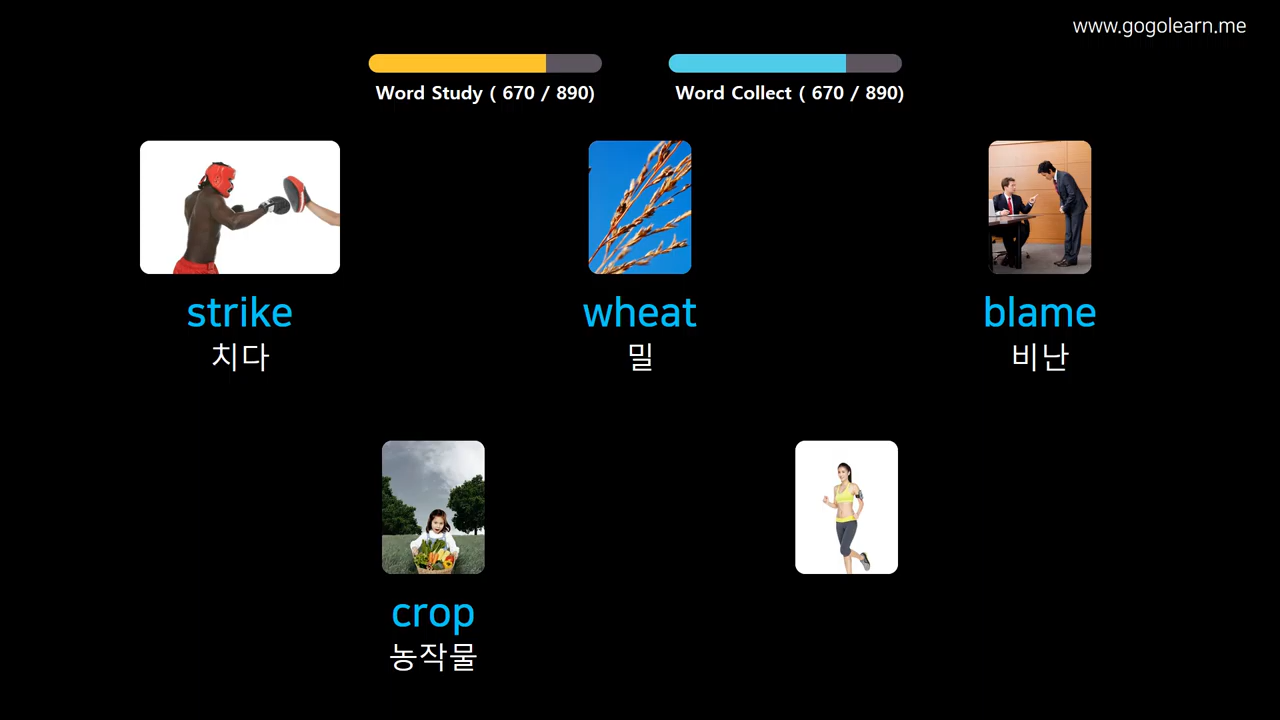 www.gogolearn.me
Word Study ( 670 / 890)
Word Collect ( 670 / 890)
strike
치다
wheat
밀
blame
비난
crop
농작물